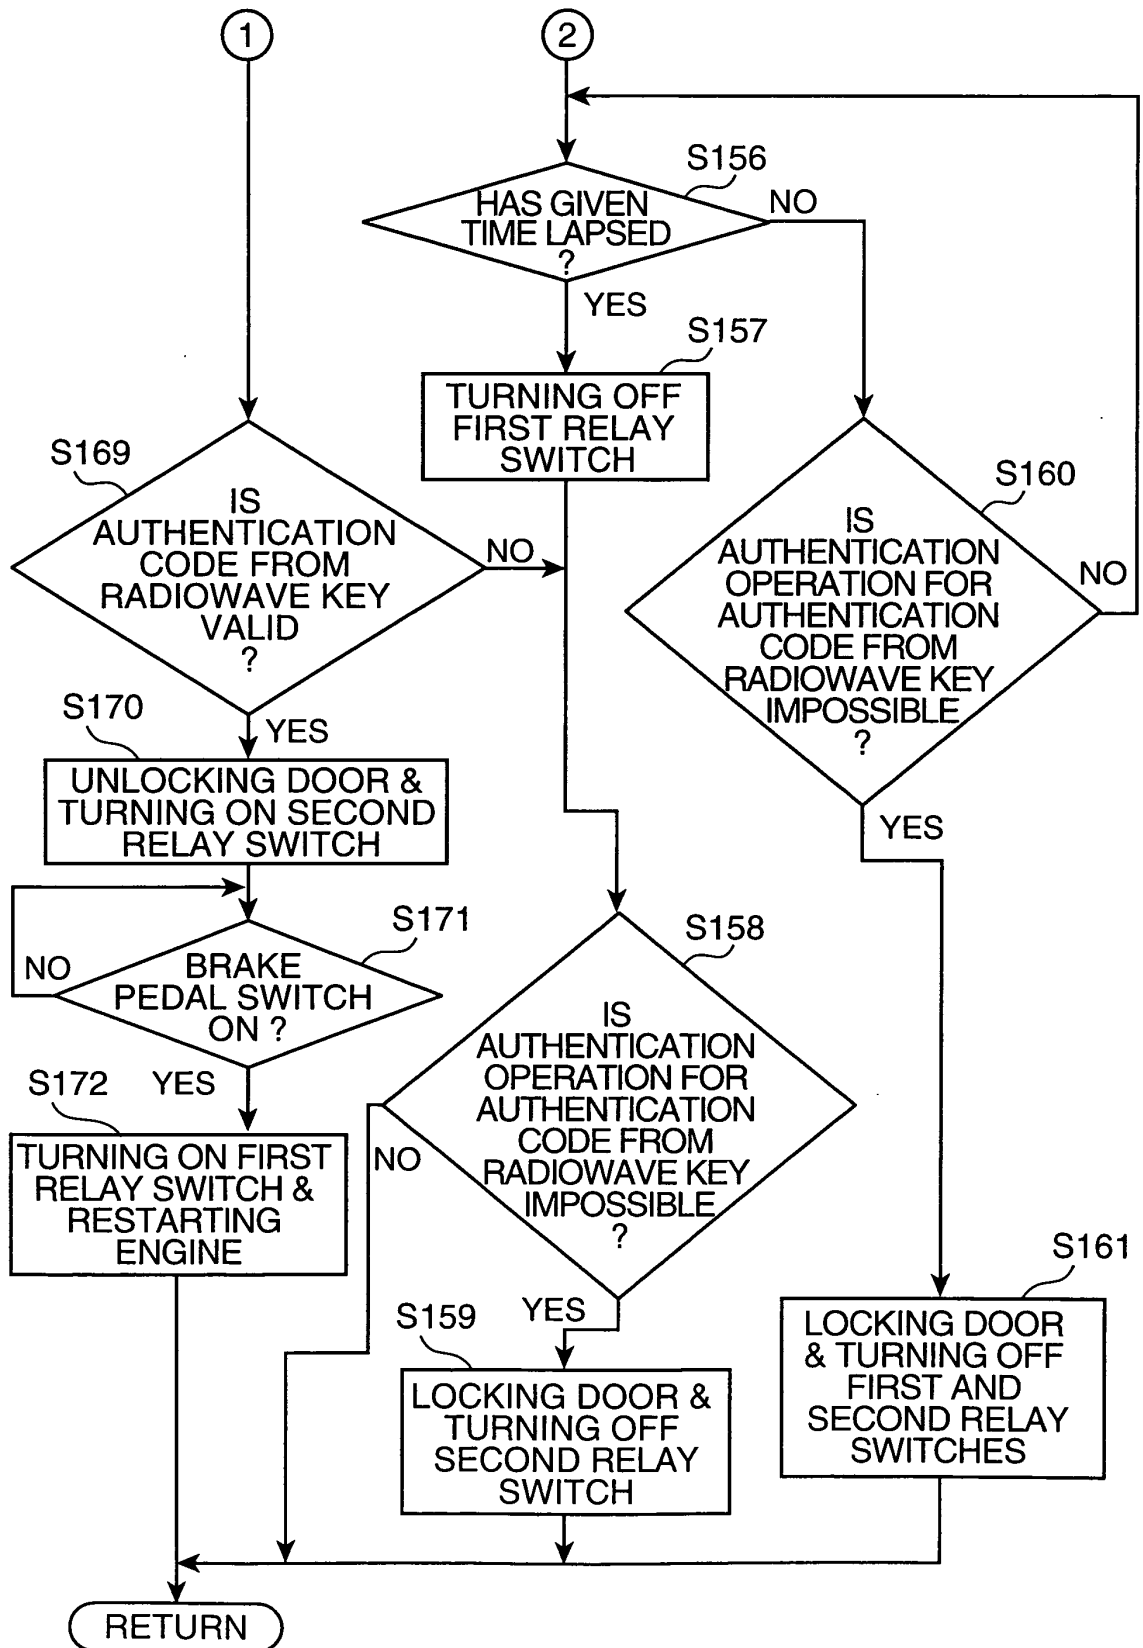 1
2
S156
HAS GIVEN
TIME LAPSED
?
NO
YES
S157
TURNING OFF
FIRST RELAY
SWITCH
S169
IS
AUTHENTICATION
CODE FROM
RADIOWAVE KEY
VALID
?
NO
YES
S160
IS
AUTHENTICATION
OPERATION FOR
AUTHENTICATION
CODE FROM
RADIOWAVE KEY
IMPOSSIBLE
?
NO
YES
S170
UNLOCKING DOOR &
TURNING ON SECOND
RELAY SWITCH
S171
BRAKE
PEDAL SWITCH
ON ?
NO
YES
S172
TURNING ON FIRST
RELAY SWITCH &
RESTARTING
ENGINE
S158
IS
AUTHENTICATION
OPERATION FOR
AUTHENTICATION
CODE FROM
RADIOWAVE KEY
IMPOSSIBLE
?
NO
YES
S159
LOCKING DOOR &
TURNING OFF
SECOND RELAY
SWITCH
S161
LOCKING DOOR
& TURNING OFF
FIRST AND
SECOND RELAY
SWITCHES
RETURN